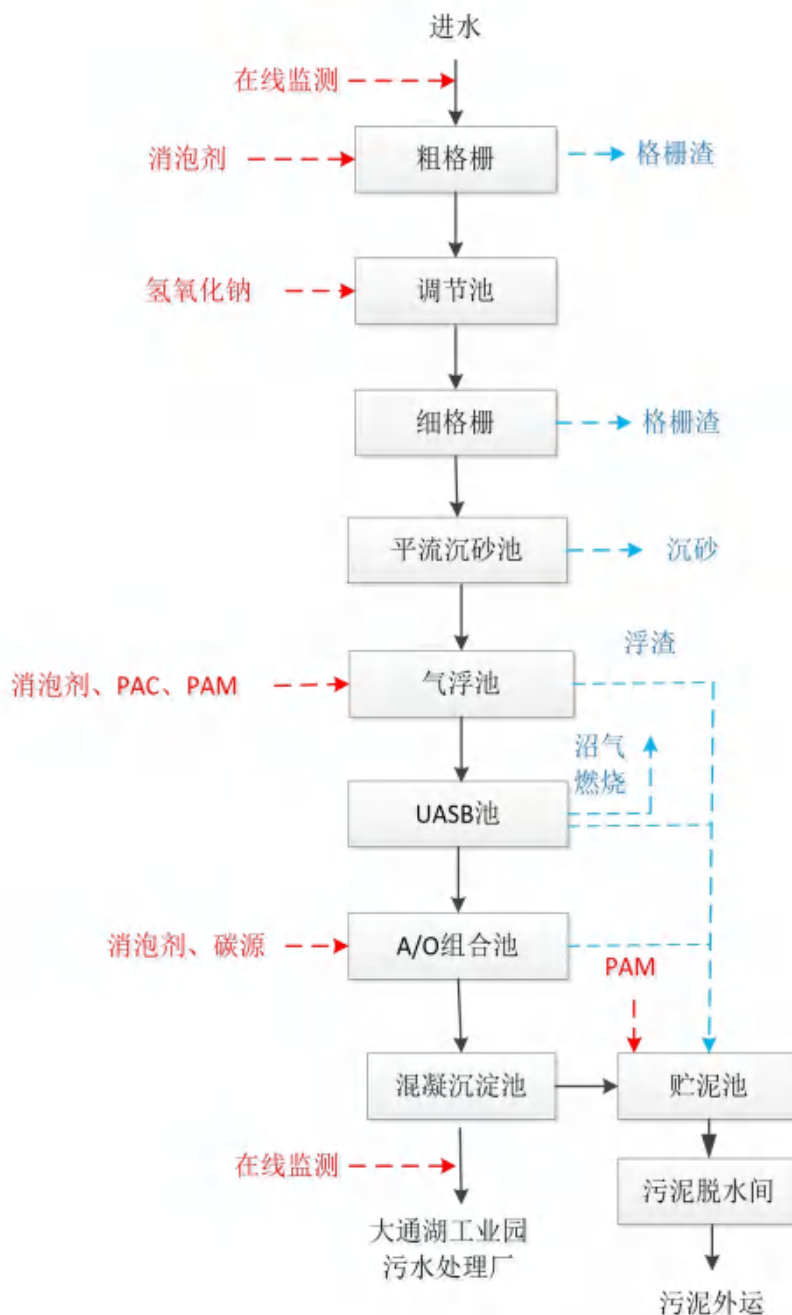 进水
在线监测
消泡剂
粗格栅
格栅渣
氢氧化钠
调节池
细格栅
格栅渣
平流沉砂池
沉砂
浮渣
消泡剂、PAC、PAM
气浮池
沼气
燃烧
UASB池
消泡剂、碳源
A/O组合池
PAM
混凝沉淀池
贮泥池
在线监测
污泥脱水间
大通湖工业园
污水处理厂
污泥外运